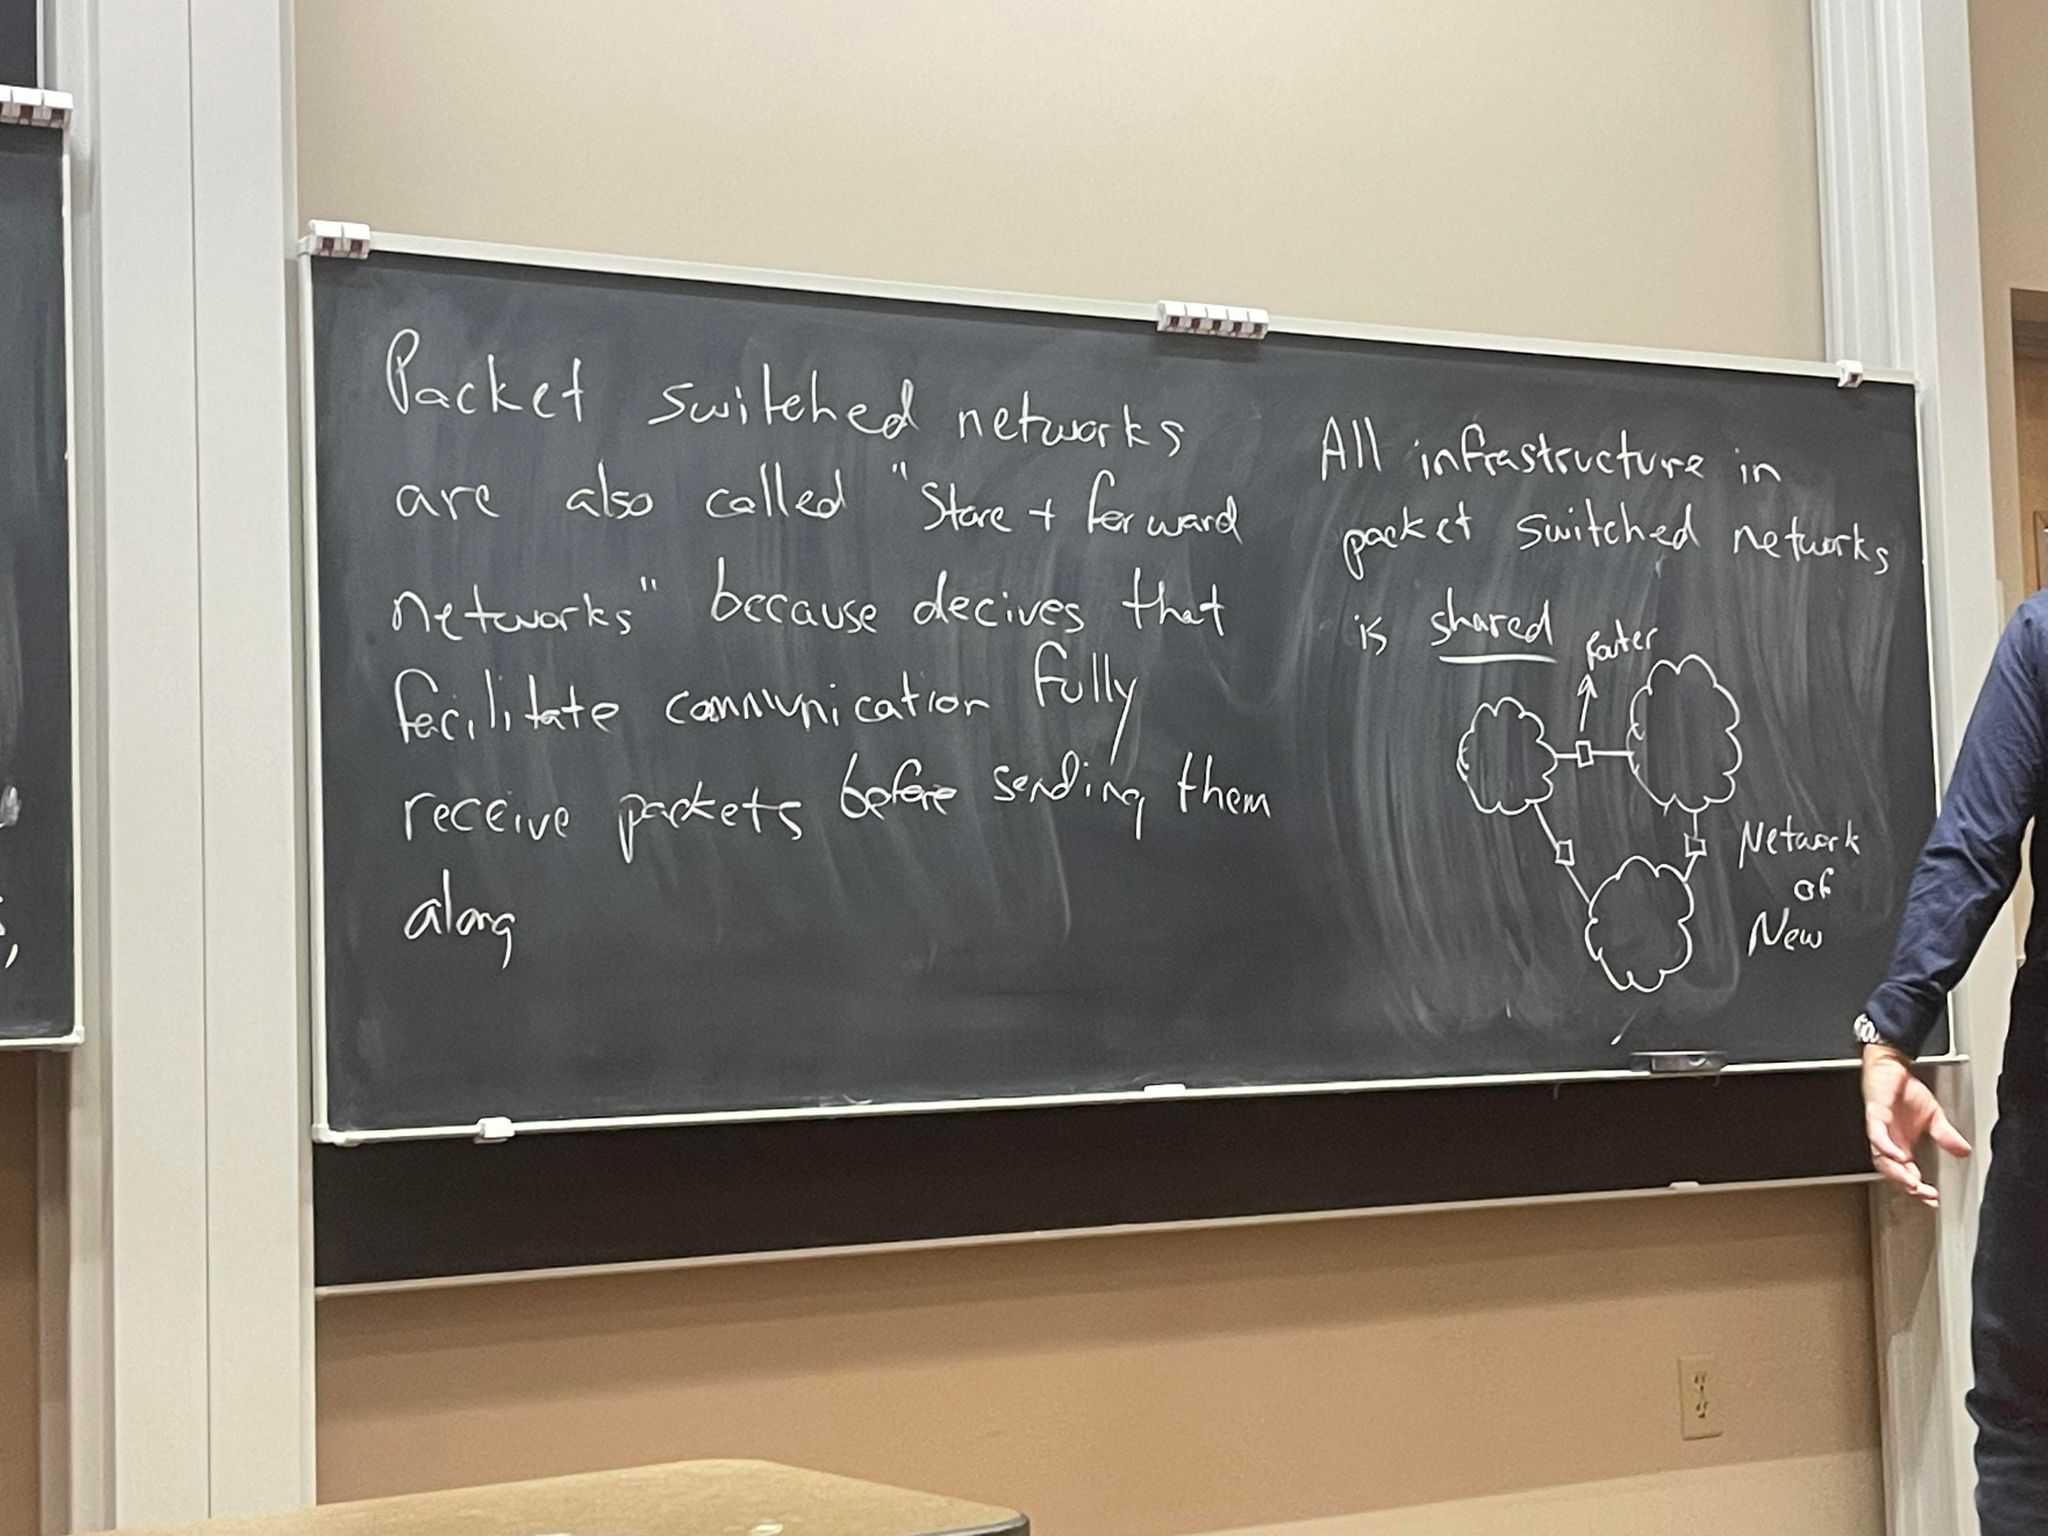 Packet switched networks
are also called "Store + forward
networks" because decives that
facilitate communication fully
receive packets before sending them
along
All infrastructure in
packet switched networks
is shared
router
Network
of
New